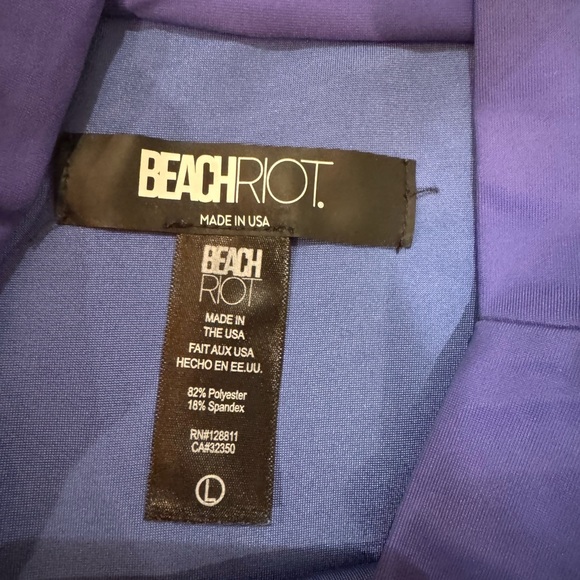 BEACHRIOT.
MADE IN USA
BEACH
RIOT
MADE IN
THE USA
FAIT AUX USA
HECHO EN EE.UU.
82% Polyester
18% Spandex
RN#128811
CA#32350
L